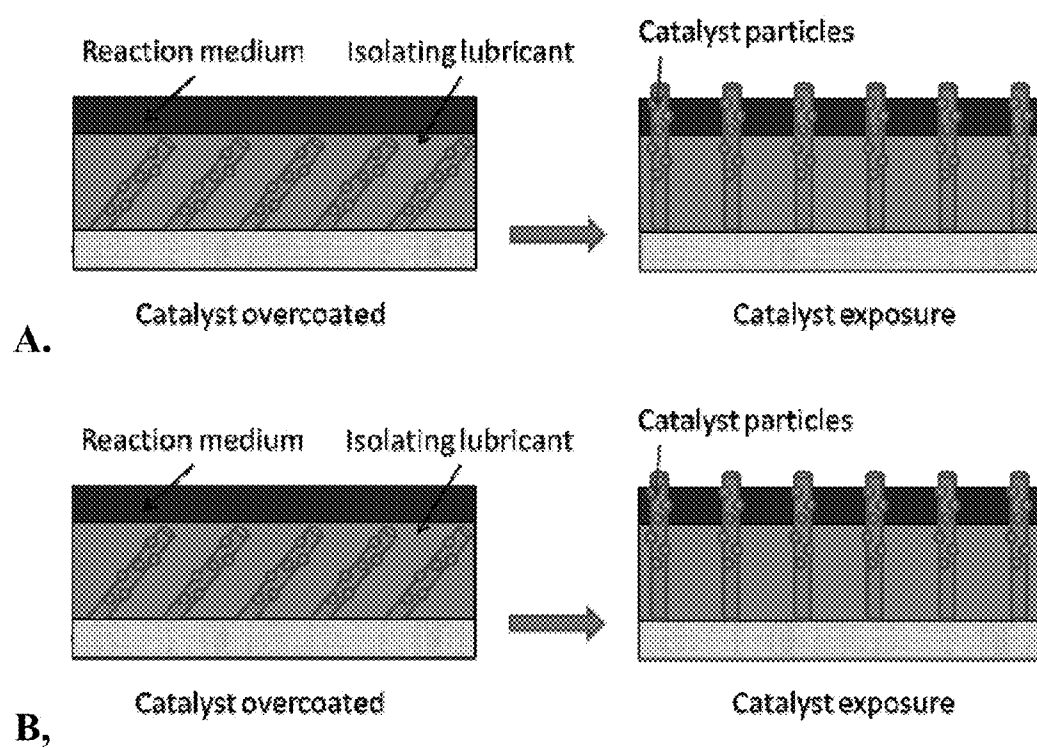 Catalyst particles
Reaction medium
Isolating lubricant
Catalyst overcoated
Catalyst exposure
A.
Catalyst particles
Reaction medium
Isolating lubricant
Catalyst overcoated
Catalyst exposure
B,